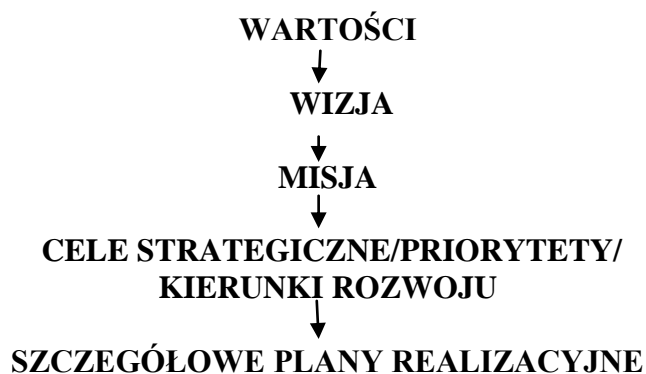 WARTOŚCI
WIZJA
MISJA
CELE STRATEGICZNE/PRIORYTETY/
KIERUNKI ROZWOJU
SZCZEGÓŁOWE PLANY REALIZACYJNE